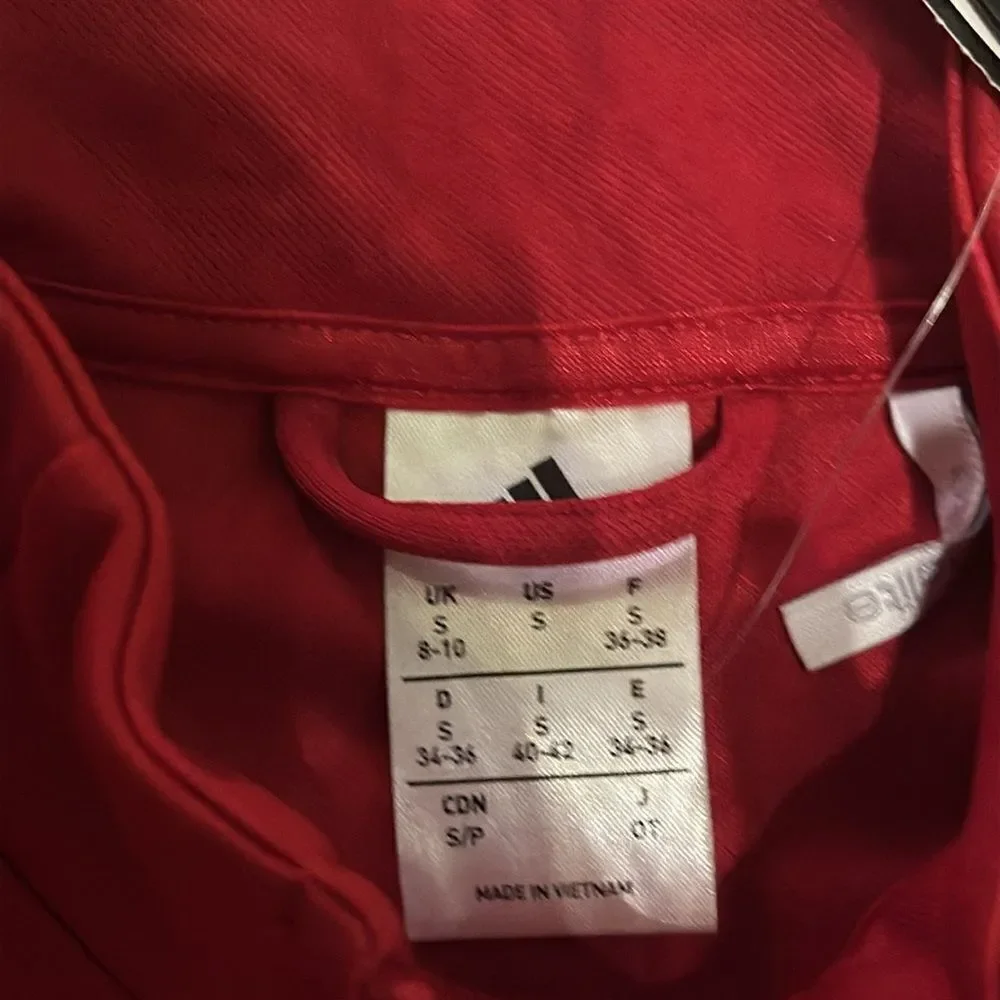 UK US F
S S S
8-10 36-38
D I E
S S S
34-36 40-42 34-36
CDN J
S/P OT
MADE IN VIETNAM